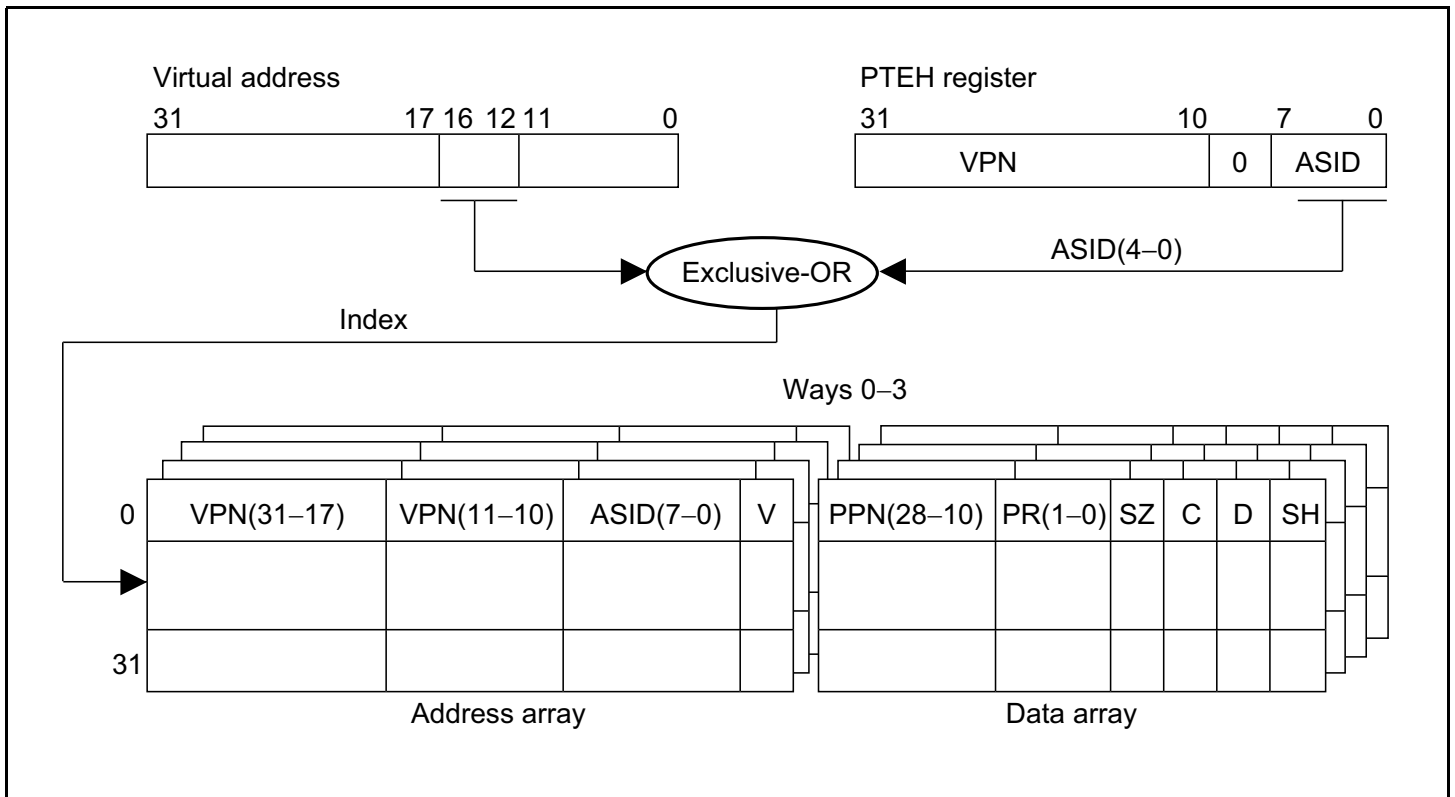 Virtual address
31 17 16 12 11 0
PTEH register
31 10 7 0
VPN 0 ASID
Exclusive-OR
ASID(4–0)
Index
Ways 0–3
0 VPN(31–17) VPN(11–10) ASID(7–0) V PPN(28–10) PR(1–0) SZ C D SH
31
Address array
Data array